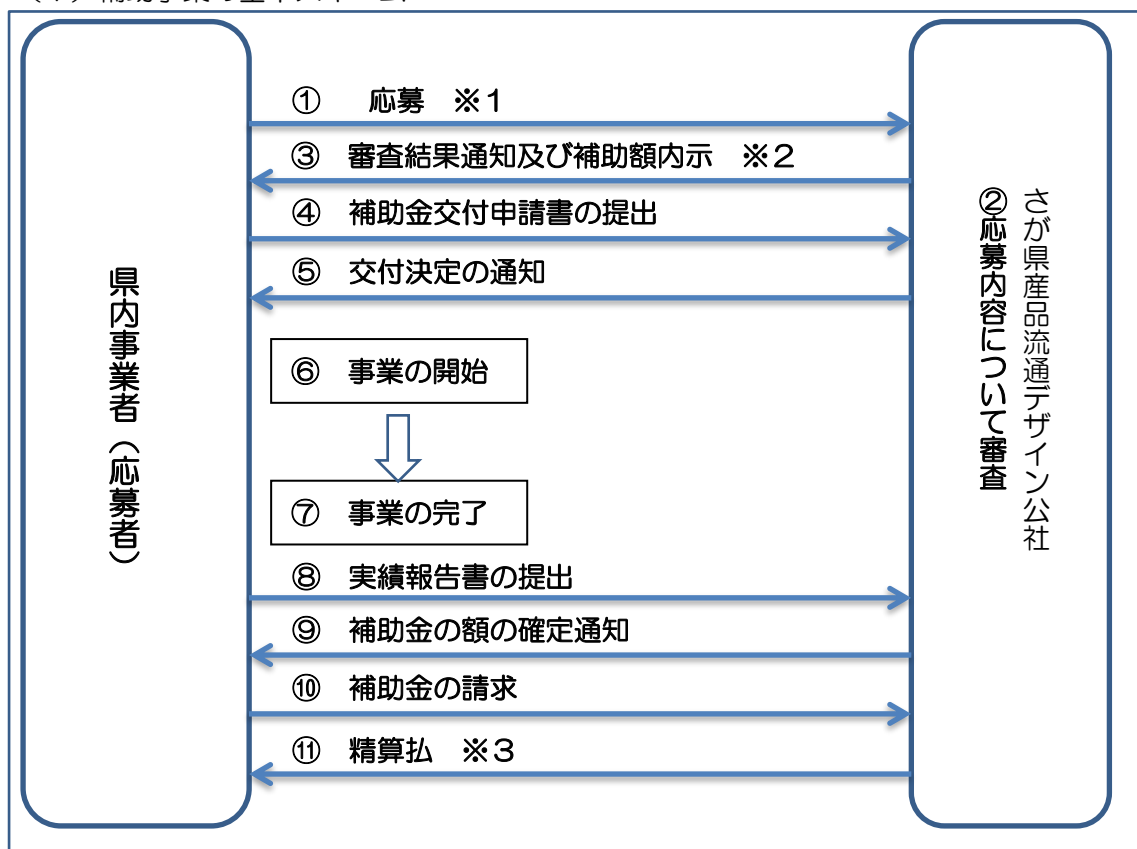 ① 応募 ※1
③ 審査結果通知及び補助額内示 ※2
④ 補助金交付申請書の提出
⑤ 交付決定の通知
県内事業者（応募者）
さが県産品流通デザイン公社
②応募内容について審査
⑥ 事業の開始
⑦ 事業の完了
⑧ 実績報告書の提出
⑨ 補助金の額の確定通知
⑩ 補助金の請求
⑪ 精算払 ※3